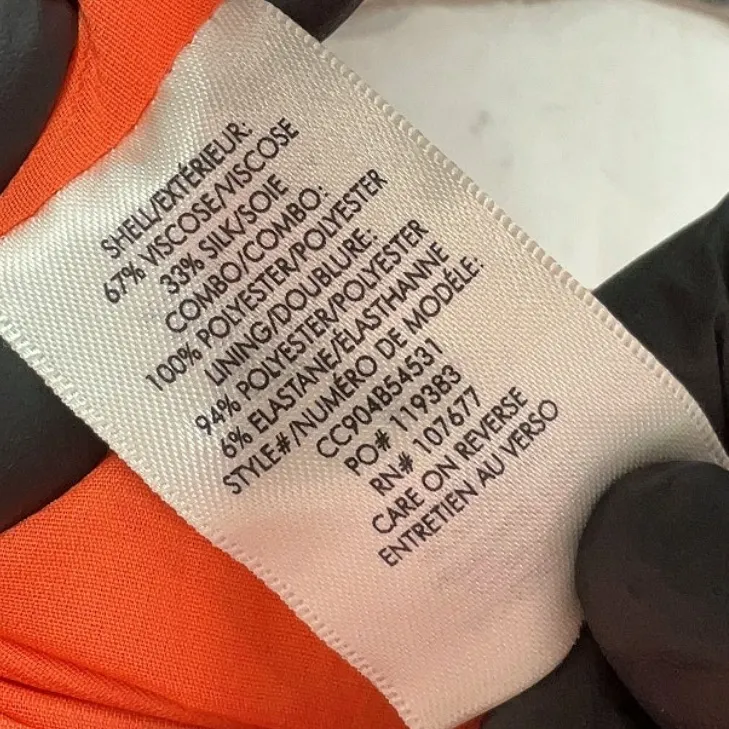 SHELL/EXTÉRIEUR:
67% VISCOSE/VISCOSE
33% SILK/SOIE
COMBO/COMBO:
100% POLYESTER/POLYESTER
LINING/DOUBLURE:
94% POLYESTER/POLYESTER
6% ELASTANE/ÉLASTHANNE
STYLE#/NUMÉRO DE MODÉLE:
CC904B54531
PO# 119383
RN# 107677
CARE ON REVERSE
ENTRETIEN AU VERSO